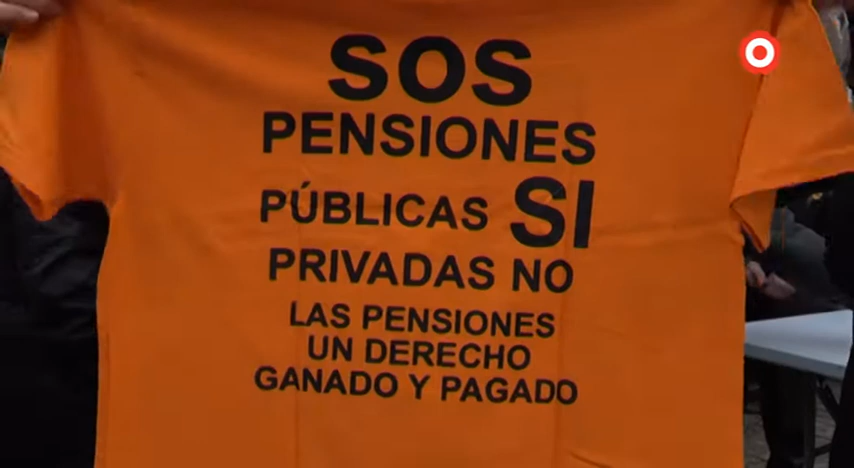 SOS
PENSIONES
PÚBLICAS SI
PRIVADAS NO
LAS PENSIONES
UN DERECHO
GANADO Y PAGADO